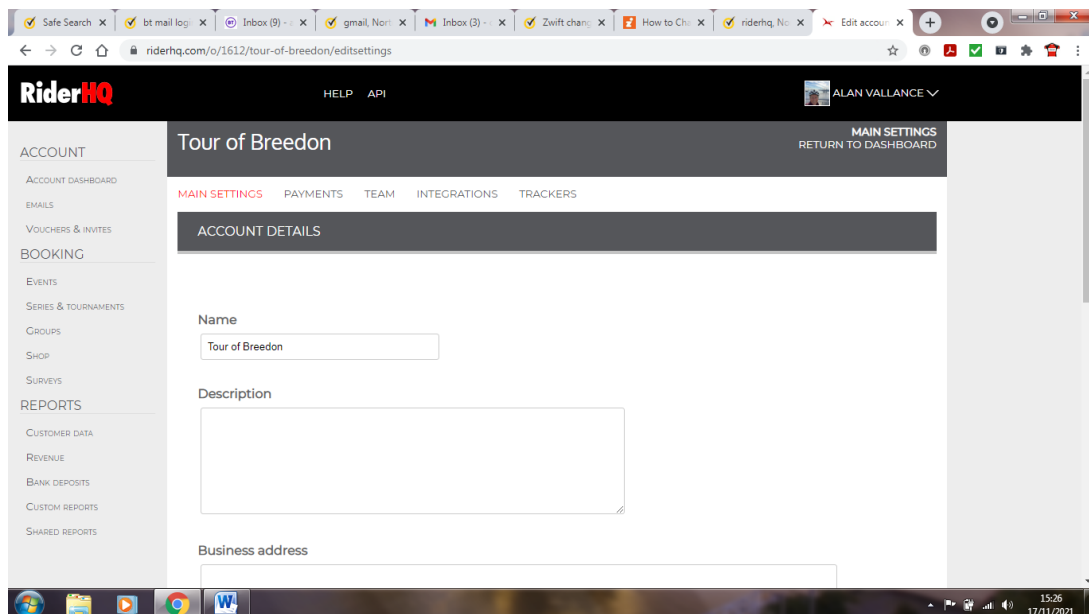 Safe Search
bt mail logi
Inbox (9) -
gmail, Nort
Inbox (3) -
Zwift chang
How to Cha
riderhq, No
Edit accoun
riderhq.com/o/1612/tour-of-breedon/editsettings
RiderHQ
HELP API
ALAN VALLANCE
Tour of Breedon
MAIN SETTINGS
RETURN TO DASHBOARD
MAIN SETTINGS PAYMENTS TEAM INTEGRATIONS TRACKERS
ACCOUNT DETAILS
ACCOUNT
ACCOUNT DASHBOARD
EMAILS
VOUCHERS & INVITES
BOOKING
EVENTS
SERIES & TOURNAMENTS
GROUPS
SHOP
SURVEYS
REPORTS
CUSTOMER DATA
REVENUE
BANK DEPOSITS
CUSTOM REPORTS
SHARED REPORTS
Name
Tour of Breedon
Description
Business address
15:26
17/11/2021